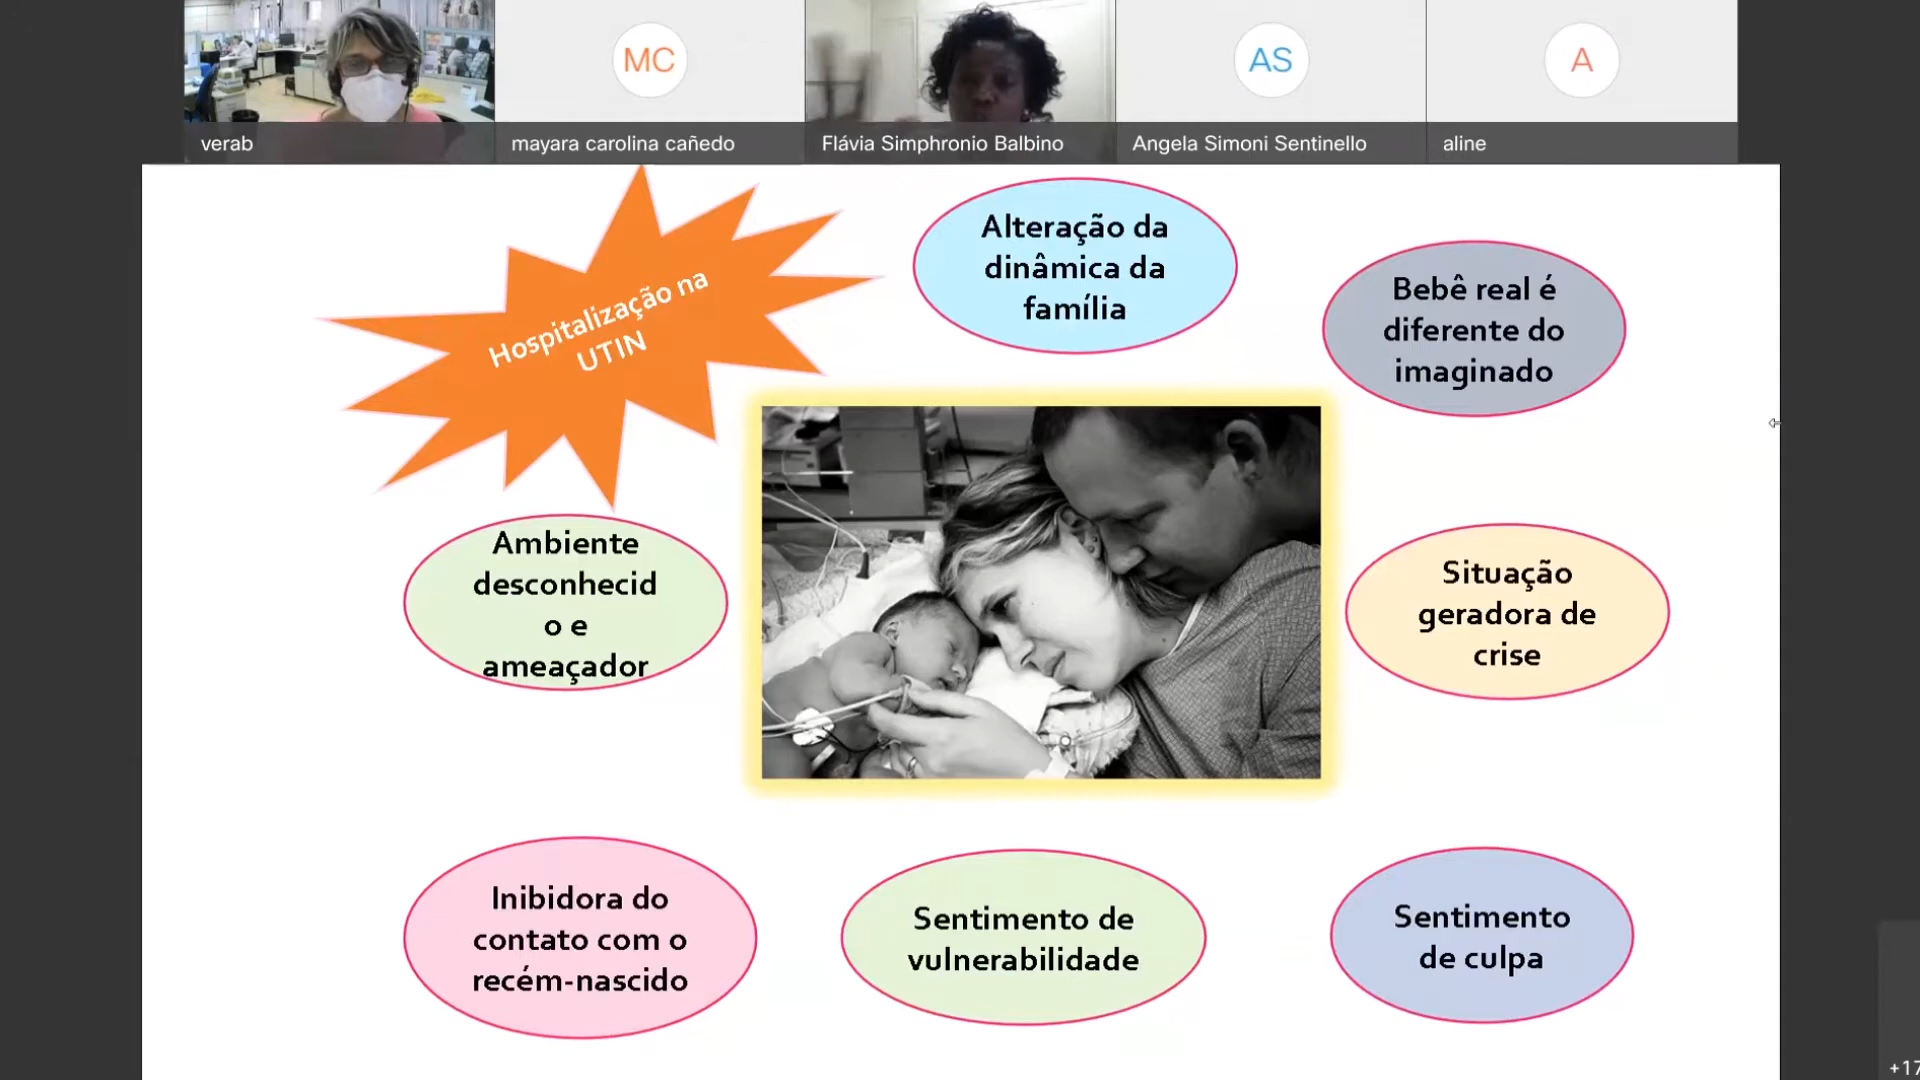 verab
MC
mayara carolina cañedo
Flávia Simphronio Balbino
AS
Angela Simoni Sentinello
A
aline
Hospitalização na
UTIN
Alteração da
dinâmica da
família
Bebê real é
diferente do
imaginado
Ambiente
desconhecid
o e
ameaçador
Situação
geradora de
crise
Inibidora do
contato com o
recém-nascido
Sentimento de
vulnerabilidade
Sentimento
de culpa
+17